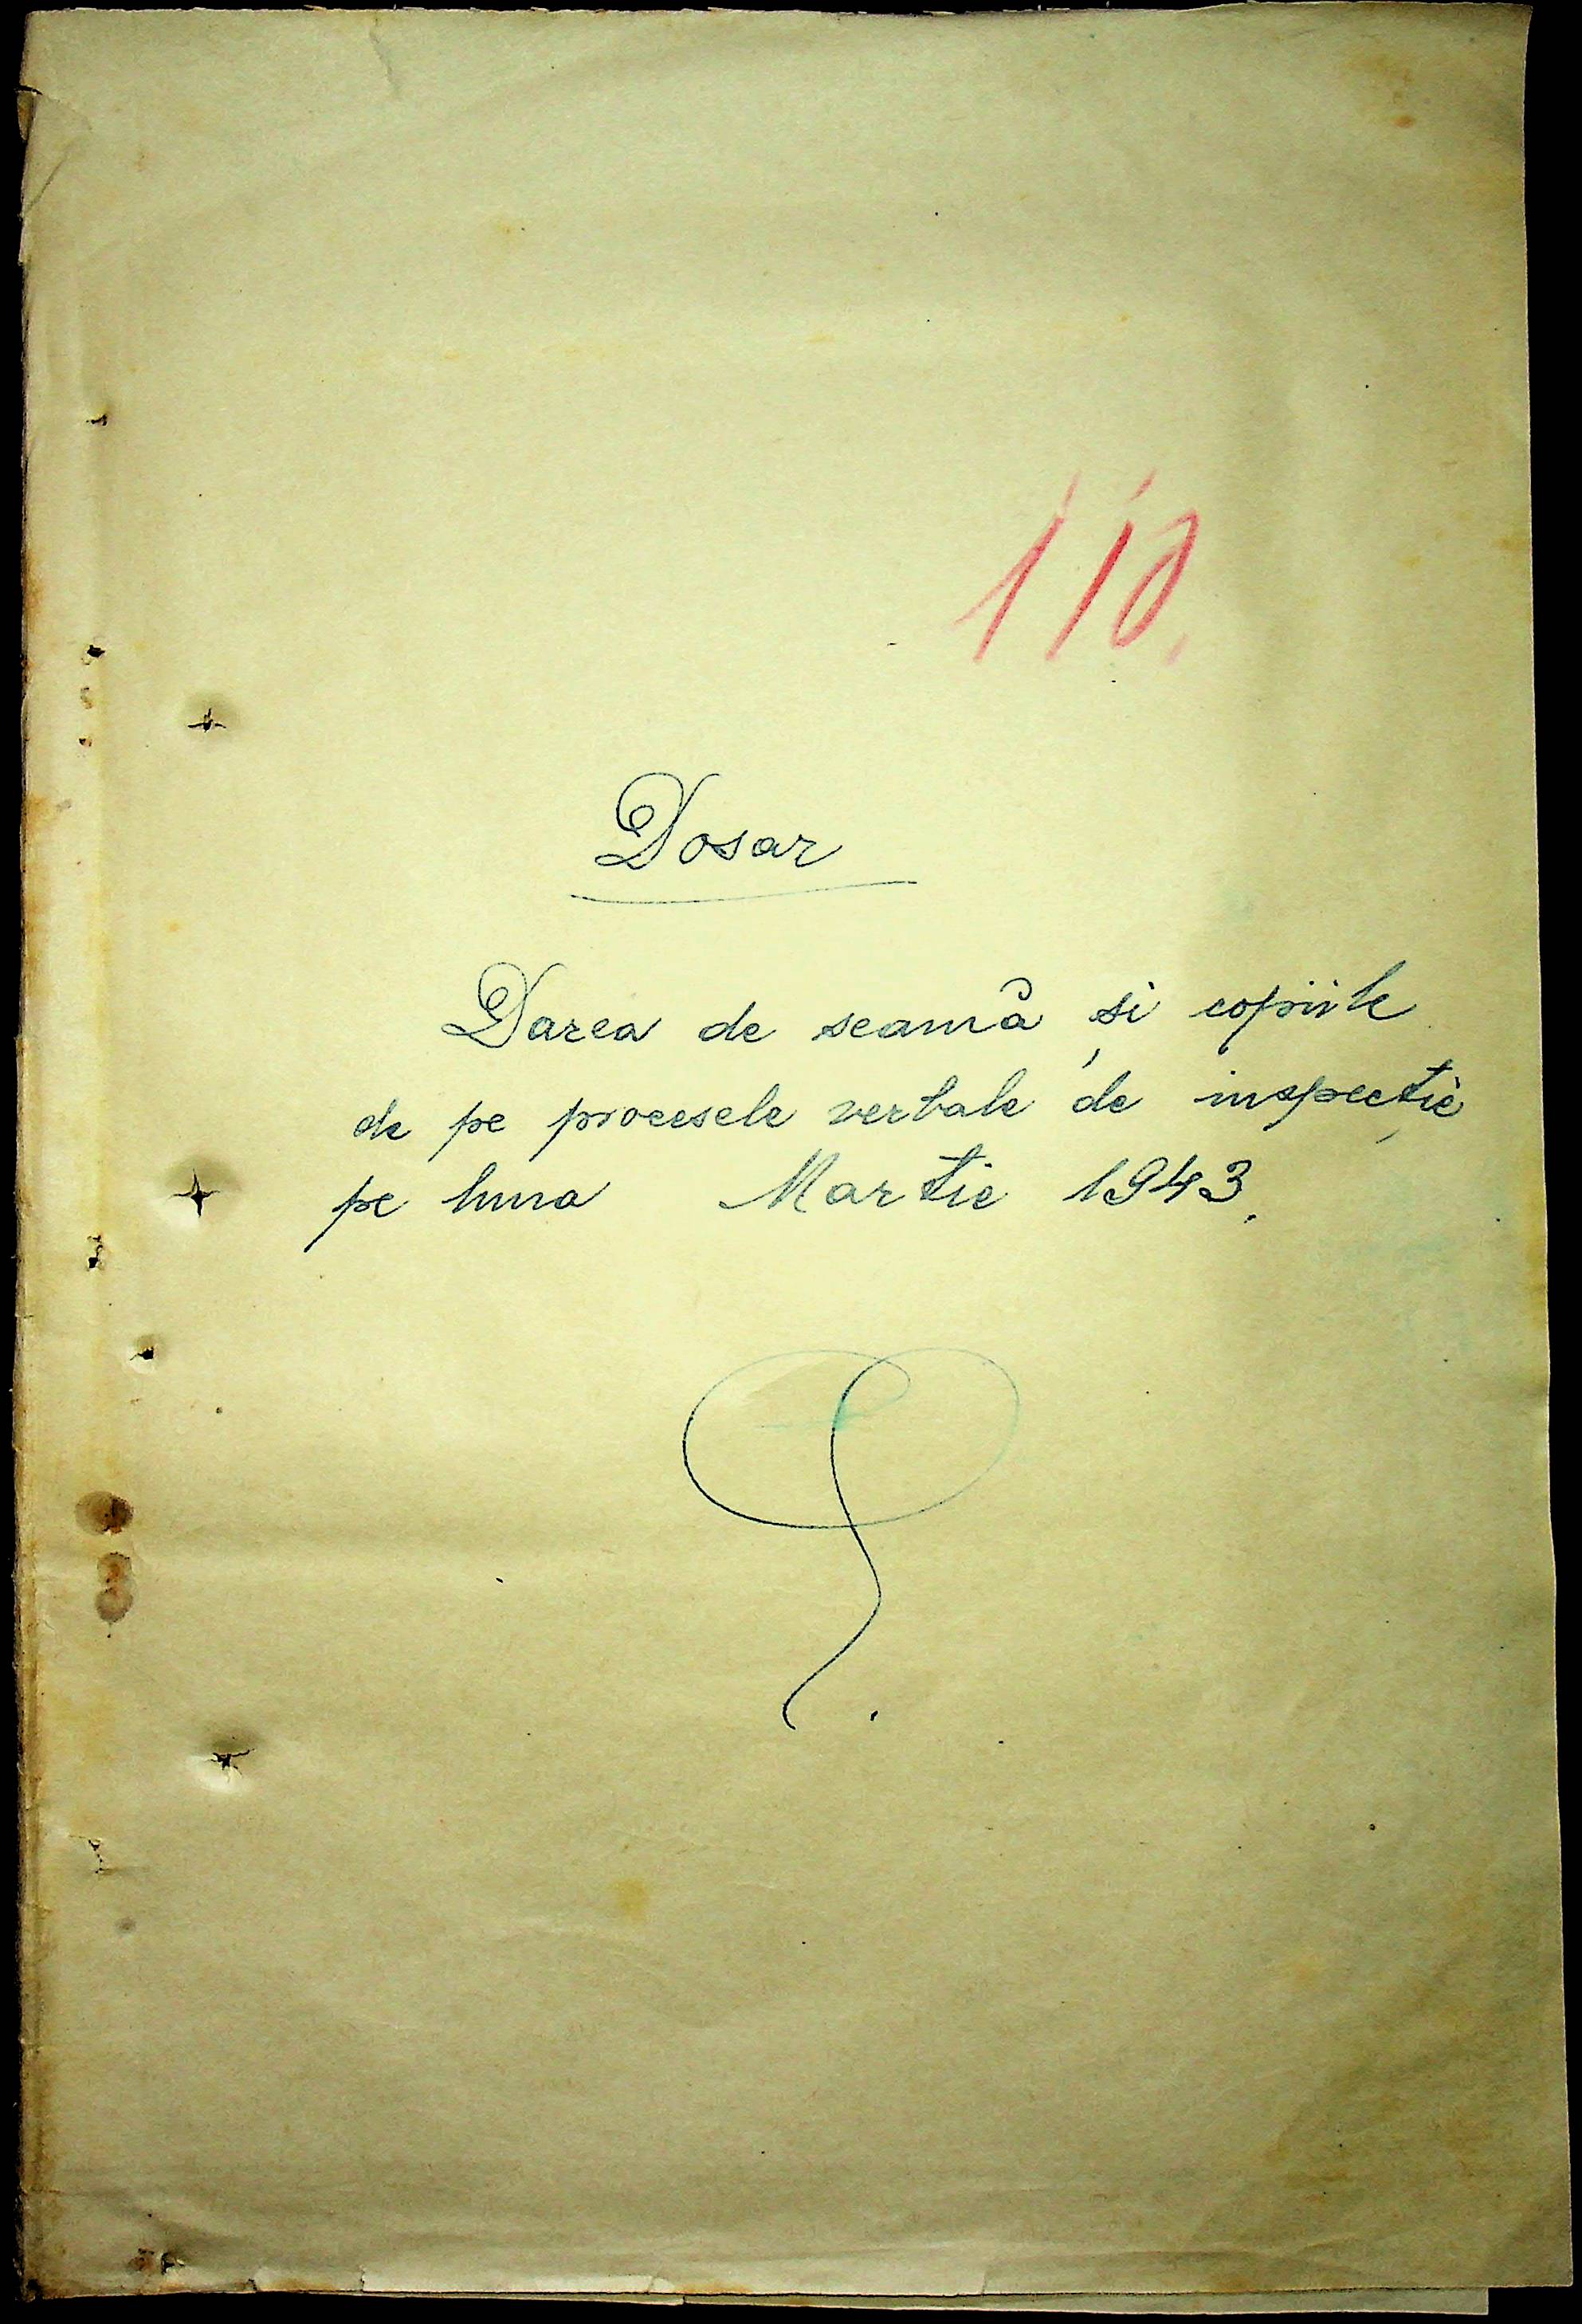 110.
Dosar
Darea de seamă și copiile
de pe procesele verbale de inspecție
pe luna Martie 1943.